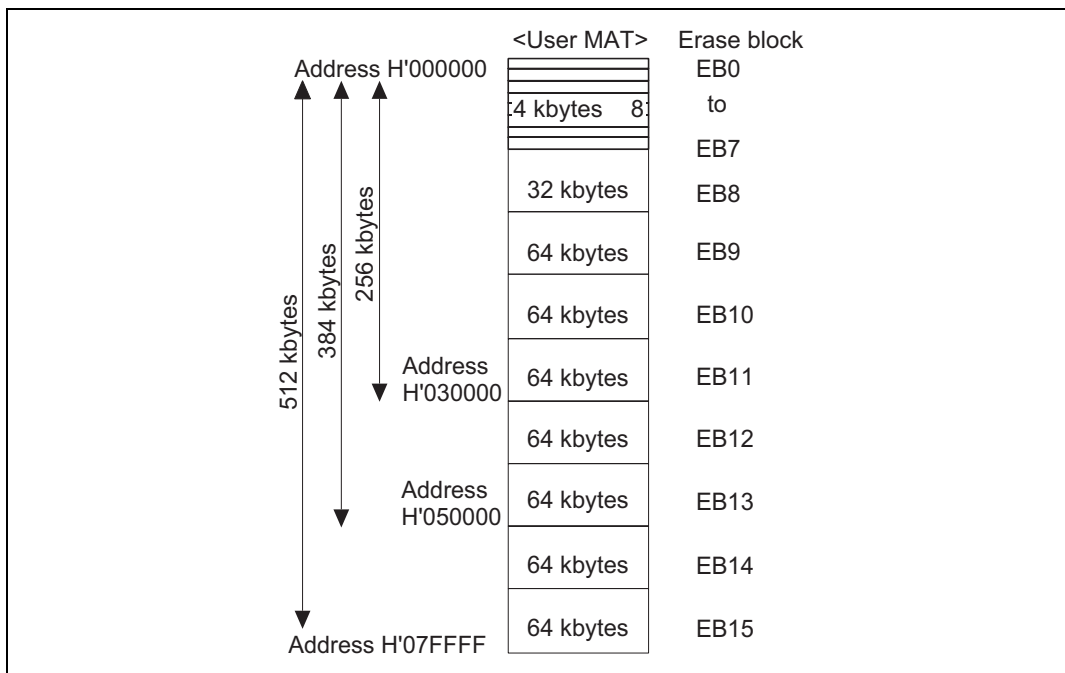 <User MAT> Erase block
Address H'000000
EB0
4 kbytes 8
to
EB7
32 kbytes
EB8
64 kbytes
EB9
64 kbytes
EB10
64 kbytes
EB11
64 kbytes
EB12
64 kbytes
EB13
64 kbytes
EB14
64 kbytes
EB15
512 kbytes
384 kbytes
256 kbytes
Address
H'030000
Address
H'050000
Address H'07FFFF